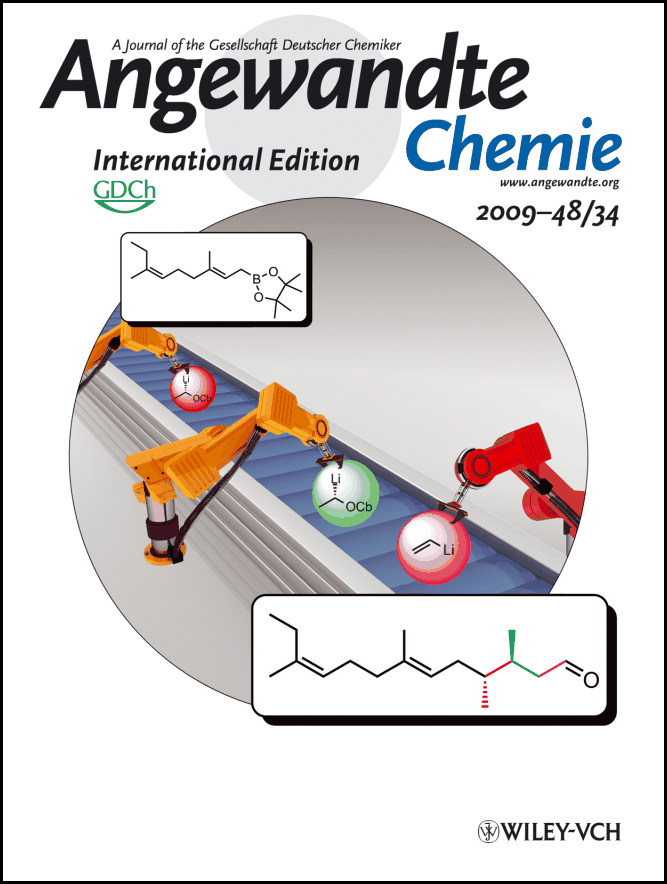 A Journal of the Gesellschaft Deutscher Chemiker
Angewandte
Chemie
International Edition
GDCh
www.angewandte.org
2009–48/34
B
O
O
Li
OCb
Li
OCb
Li
O
WILEY-VCH